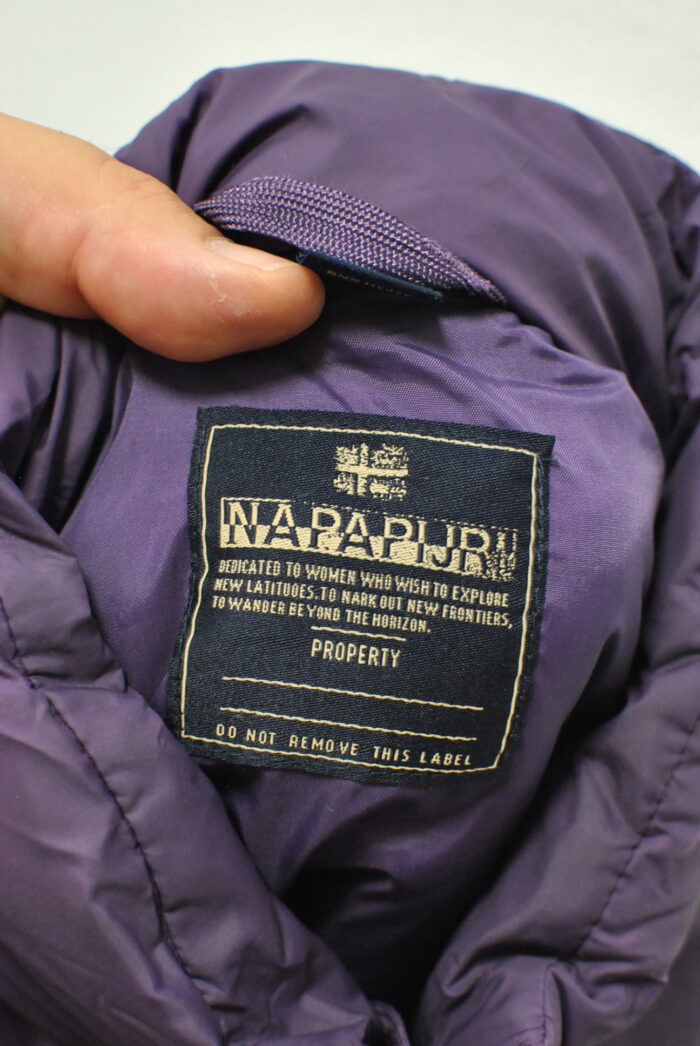 NAPAPIJRI
DEDICATED TO WOMEN WHO WISH TO EXPLORE
NEW LATITUDES. TO NARK OUT NEW FRONTIERS,
TO WANDER BEYOND THE HORIZON.
PROPERTY
DO NOT REMOVE THIS LABEL